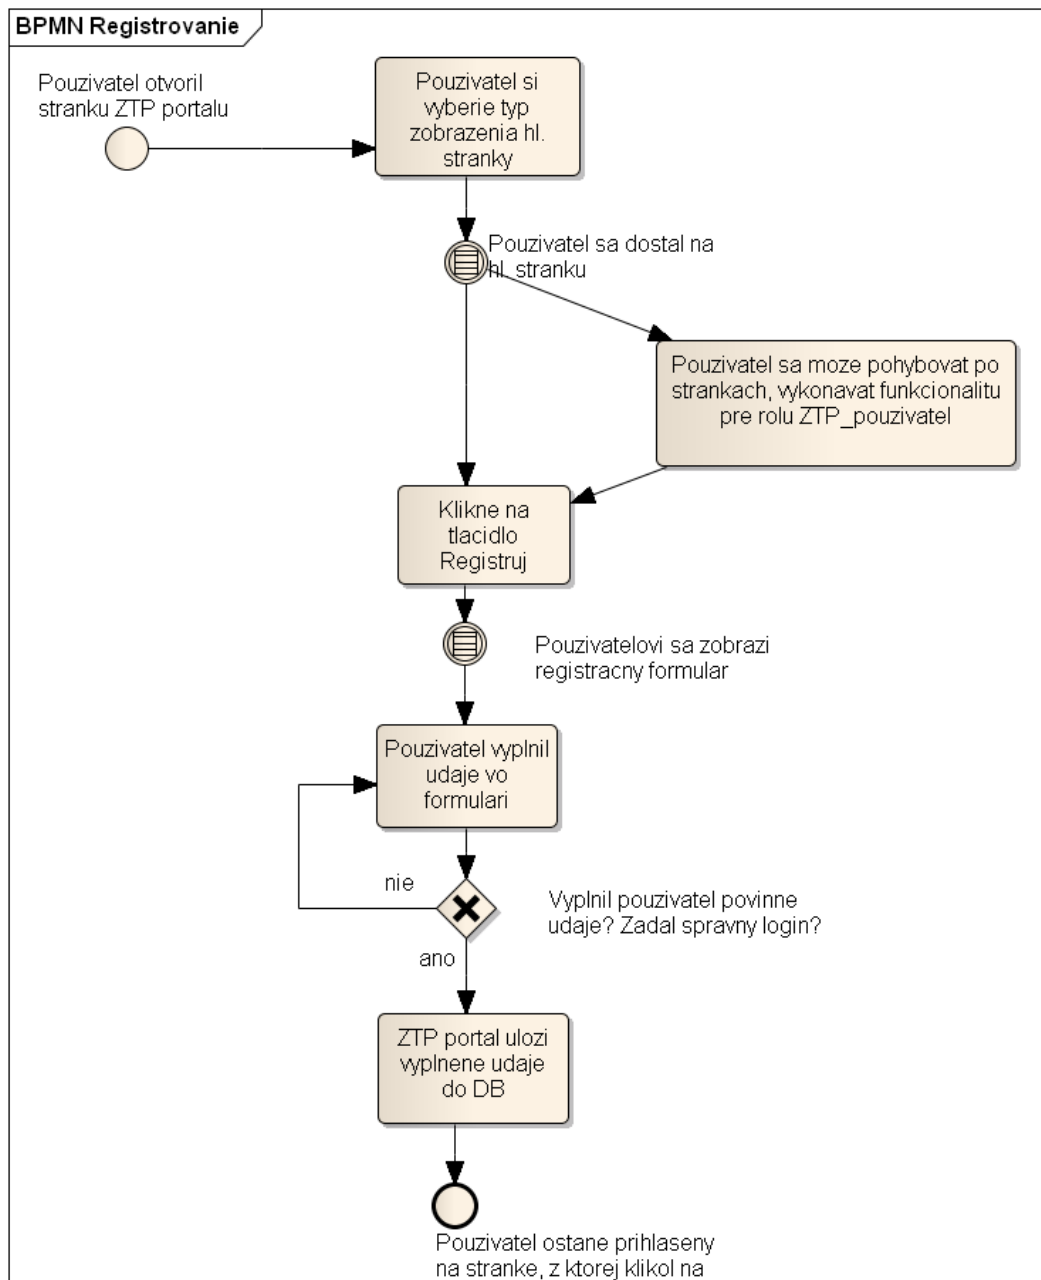 BPMN Registrovanie
Pouzivatel otvoril
stranku ZTP portalu
Pouzivatel si
vyberie typ
zobrazenia hl.
stranky
Pouzivatel sa dostal na
hl. stranku
Pouzivatel sa moze pohybovat po
strankach, vykonavat funkcionalitu
pre rolu ZTP_pouzivatel
Klikne na
tlacidlo
Registruj
Pouzivatelovi sa zobrazi
registracny formular
Pouzivatel vyplnil
udaje vo
formulari
nie
Vyplnil pouzivatel povinne
udaje? Zadal spravny login?
ano
ZTP portal ulozi
vyplnene udaje
do DB
Pouzivatel ostane prihlaseny
na stranke, z ktorej klikol na